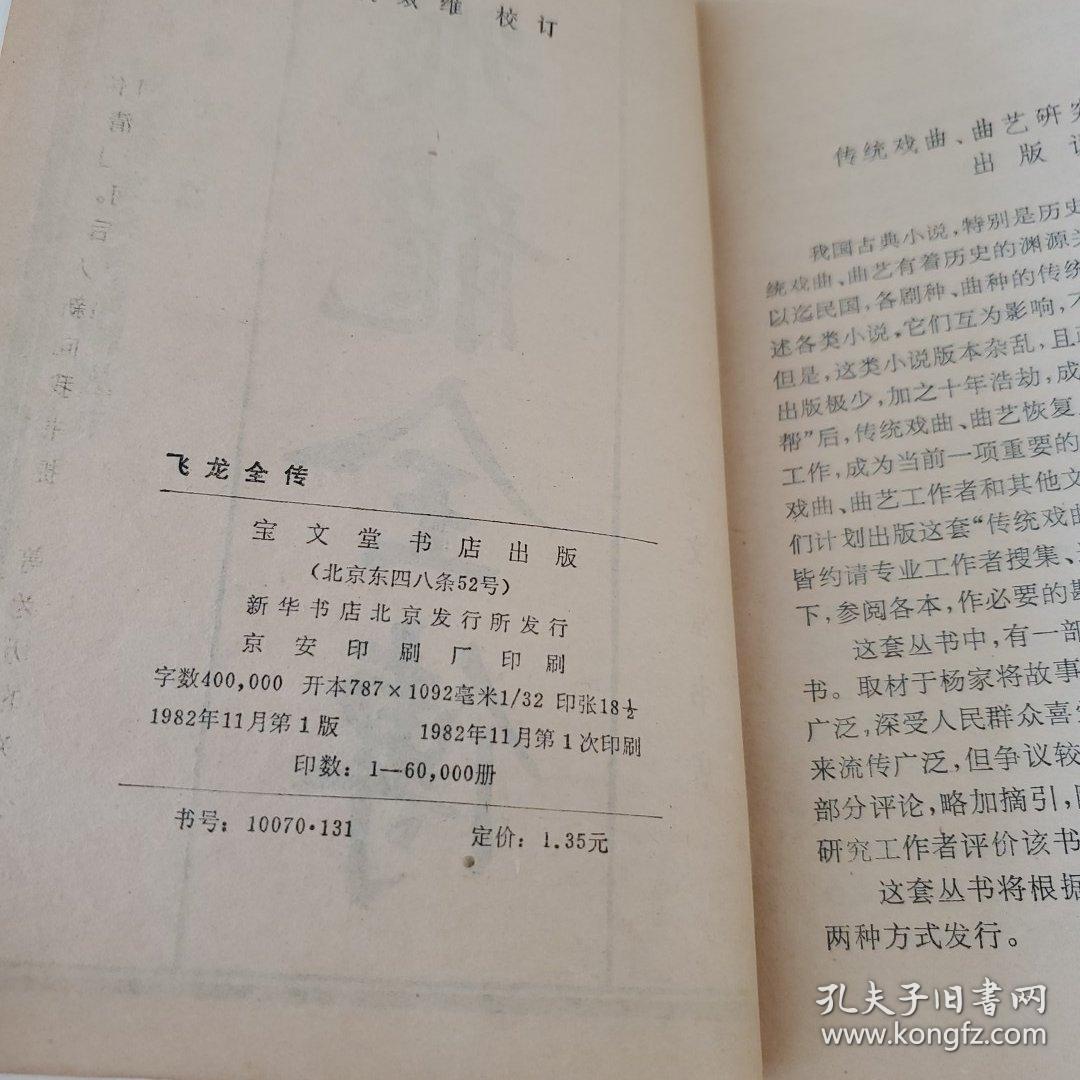 维 校 订
飞龙全传
宝文堂书店出版
（北京东四八条52号）
新华书店北京发行所发行
京安印刷厂印刷
字数400,000 开本787×1092毫米1/32 印张18½
1982年11月第1版 1982年11月第1次印刷
印数：1—60,000册
书号：10070·131 定价：1.35元
传统戏曲、曲艺研究
出版
我国古典小说，特别是历史
统戏曲、曲艺有着历史的渊源
以迄民国，各剧种、曲种的传统
述各类小说，它们互为影响，
但是，这类小说版本杂乱，且
出版极少，加之十年浩劫，成
帮”后，传统戏曲、曲艺恢复
工作，成为当前一项重要的
戏曲、曲艺工作者和其他文
们计划出版这套“传统戏曲
皆约请专业工作者搜集、
下，参阅各本，作必要的
这套丛书中，有一部
书。取材于杨家将故事
广泛，深受人民群众喜
来流传广泛，但争议较
部分评论，略加摘引，
研究工作者评价该书
这套丛书将根据
两种方式发行。
孔夫子旧书网
www.kongfz.com